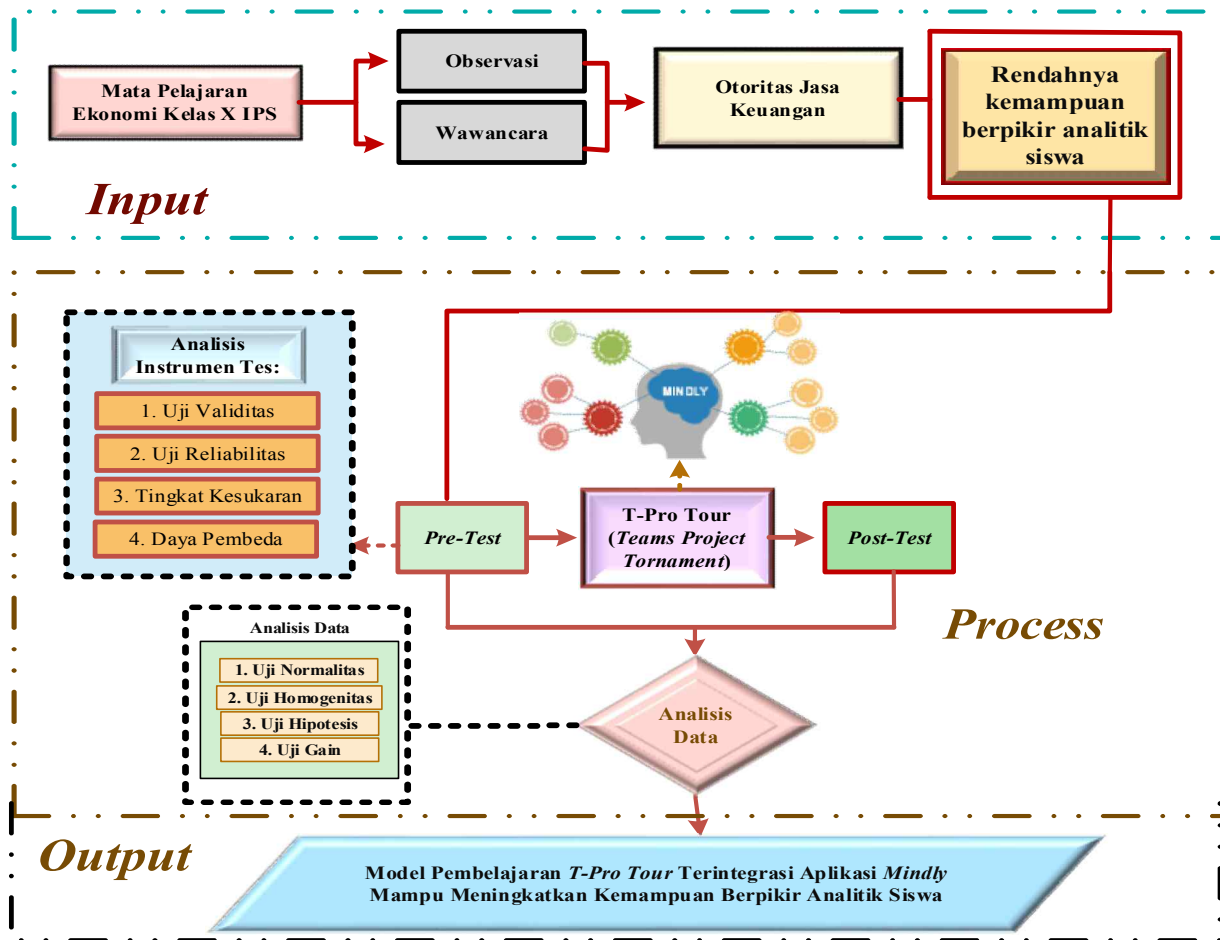 Mata Pelajaran
Ekonomi Kelas X IPS
Observasi
Wawancara
Otoritas Jasa
Keuangan
Rendahnya
kemampuan
berpikir analitik
siswa
Input
Analisis
Instrumen Tes:
1. Uji Validitas
2. Uji Reliabilitas
3. Tingkat Kesukaran
4. Daya Pembeda
MINDLY
Pre-Test
T-Pro Tour
(Teams Project
Tornament)
Post-Test
Process
Analisis Data
1. Uji Normalitas
2. Uji Homogenitas
3. Uji Hipotesis
4. Uji Gain
Analisis
Data
Output
Model Pembelajaran T-Pro Tour Terintegrasi Aplikasi Mindly
Mampu Meningkatkan Kemampuan Berpikir Analitik Siswa